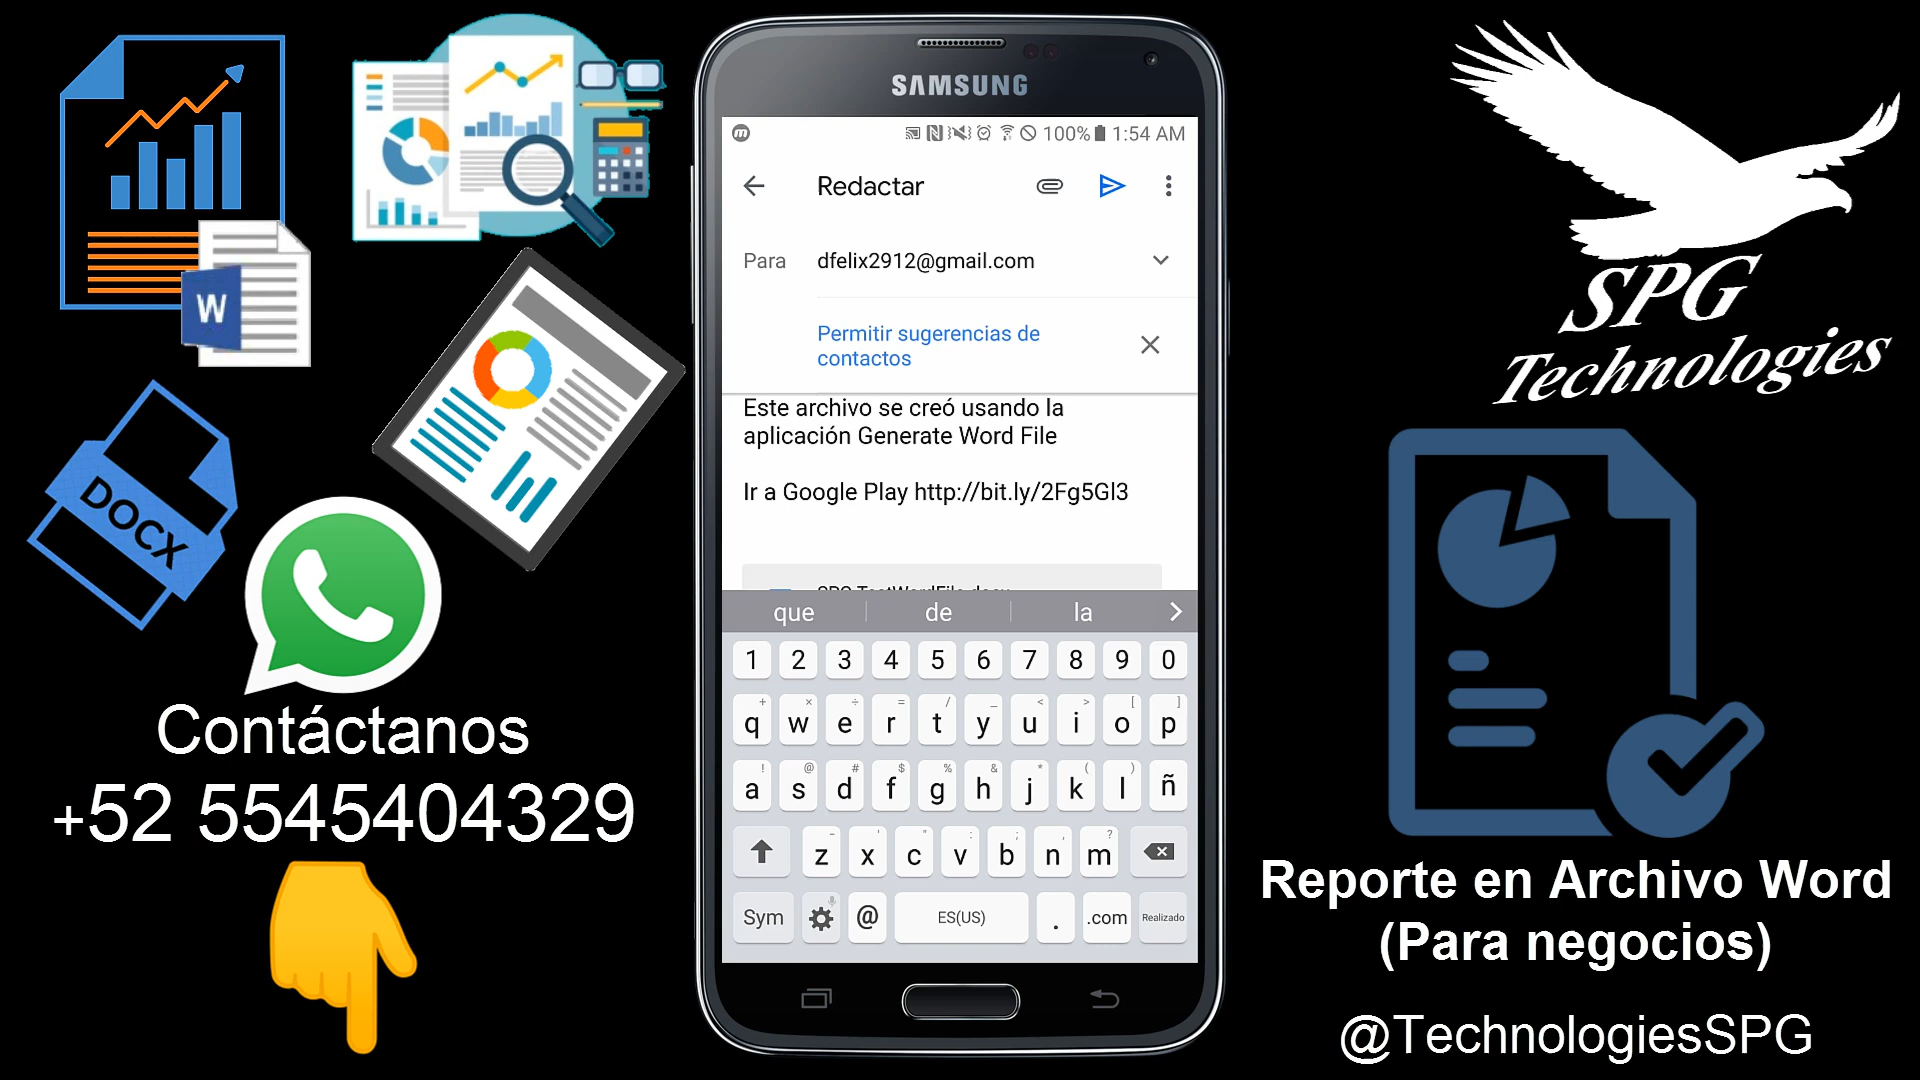 W
DOCX
Contáctanos
+52 5545404329
SAMSUNG
100% 1:54 AM
Redactar
Para dfelix2912@gmail.com
Permitir sugerencias de
contactos
Este archivo se creó usando la
aplicación Generate Word File
Ir a Google Play http://bit.ly/2Fg5Gl3
que de la
1 2 3 4 5 6 7 8 9 0
q w e r t y u i o p
a s d f g h j k l ñ
z x c v b n m
Sym @ ES(US) . .com Realizado
SPG
Technologies
Reporte en Archivo Word
(Para negocios)
@TechnologiesSPG